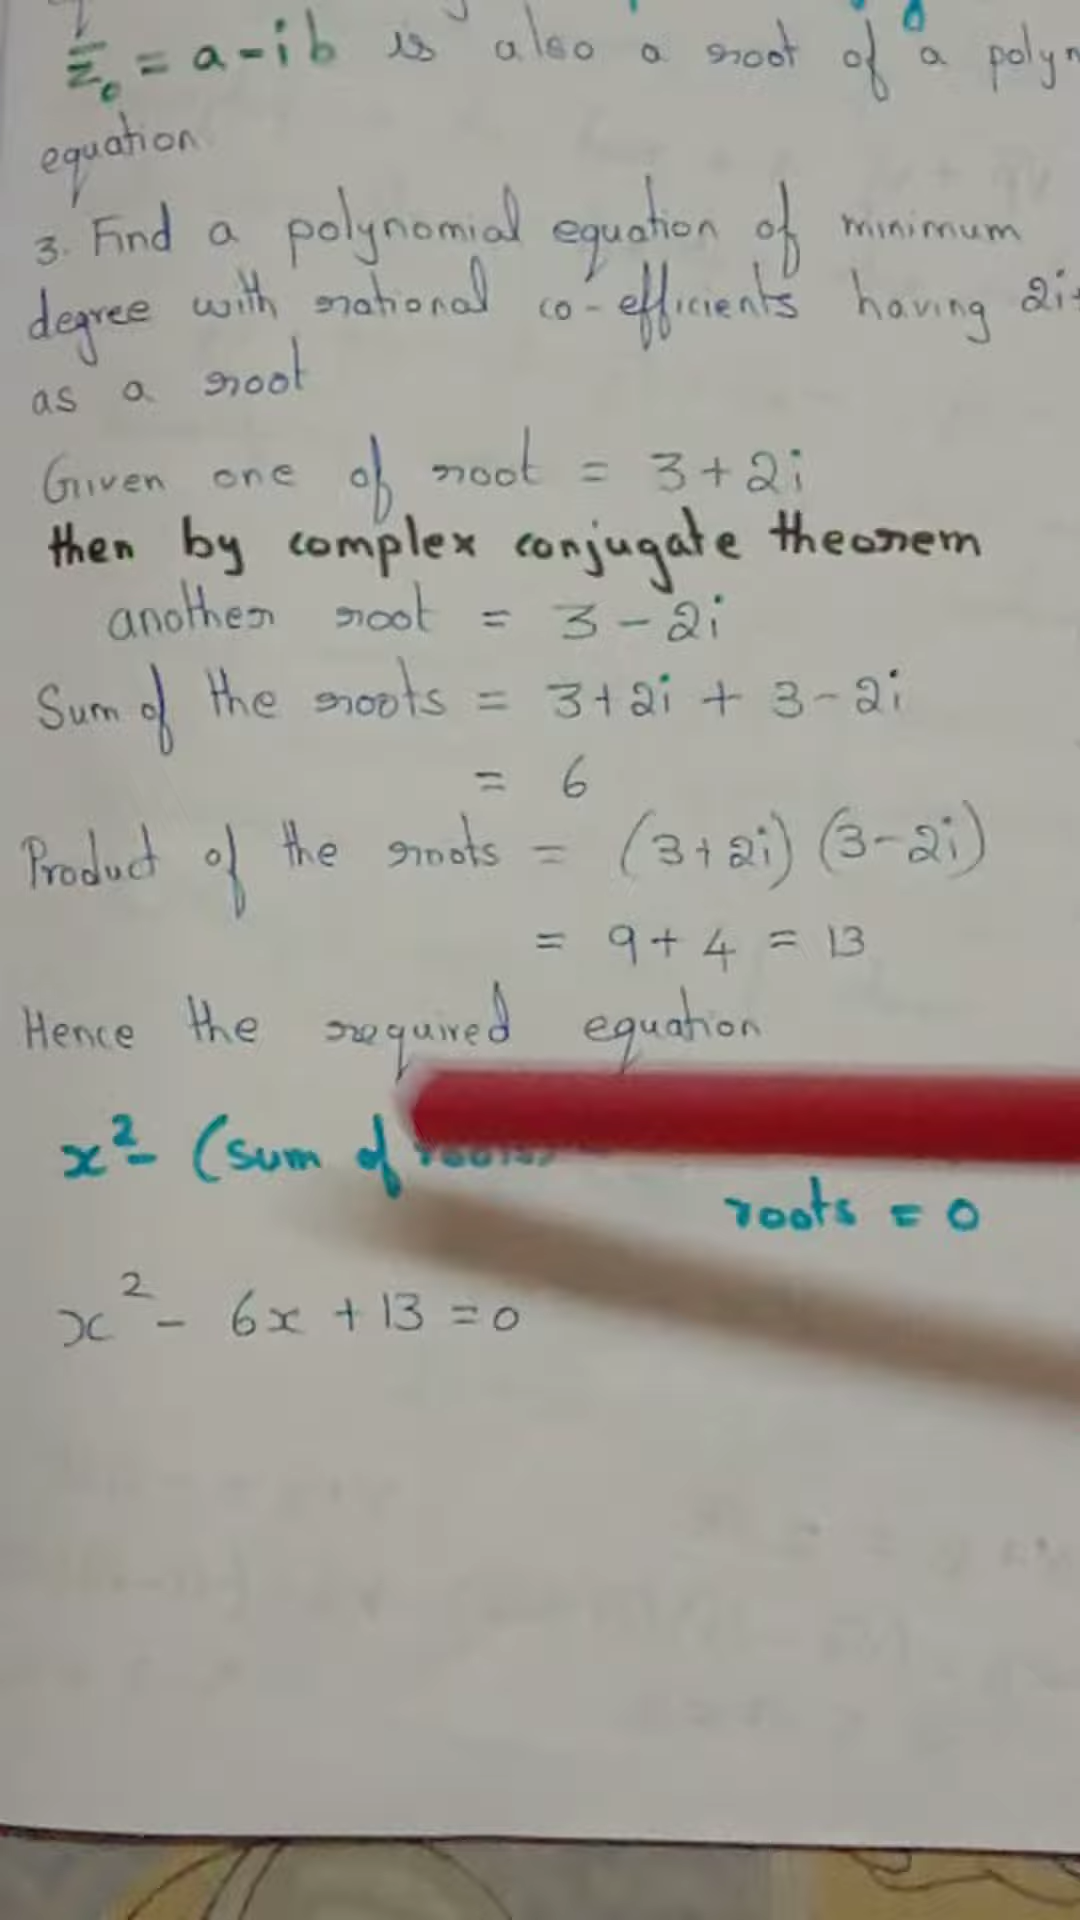 z̅₀ = a-ib is also a root of a
equation
3. Find a polynomial equation of minimum
degree with rational co-efficients having 2i+
as a root
Given one of root = 3+2i
then by complex conjugate theorem
another root = 3-2i
Sum of the roots = 3+2i + 3-2i
= 6
Product of the roots = (3+2i) (3-2i)
= 9+4 = 13
Hence the required equation
x²- (sum of
roots = 0
x² - 6x + 13 = 0